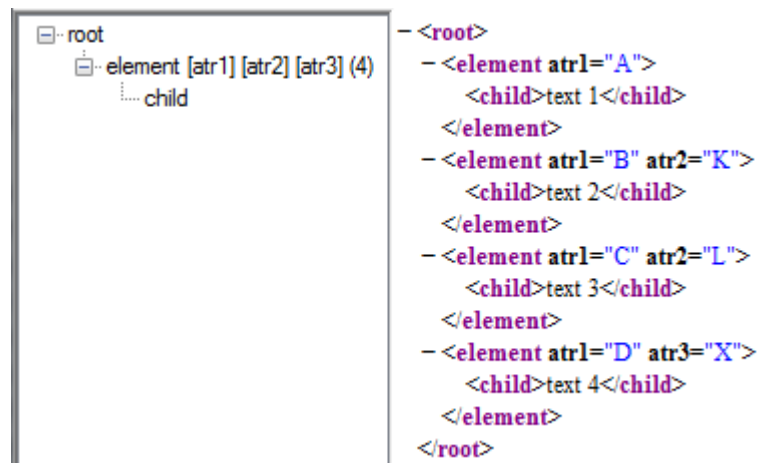 root
element [atr1] [atr2] [atr3] (4)
child
− <root>
− <element atr1="A">
<child>text 1</child>
</element>
− <element atr1="B" atr2="K">
<child>text 2</child>
</element>
− <element atr1="C" atr2="L">
<child>text 3</child>
</element>
− <element atr1="D" atr3="X">
<child>text 4</child>
</element>
</root>